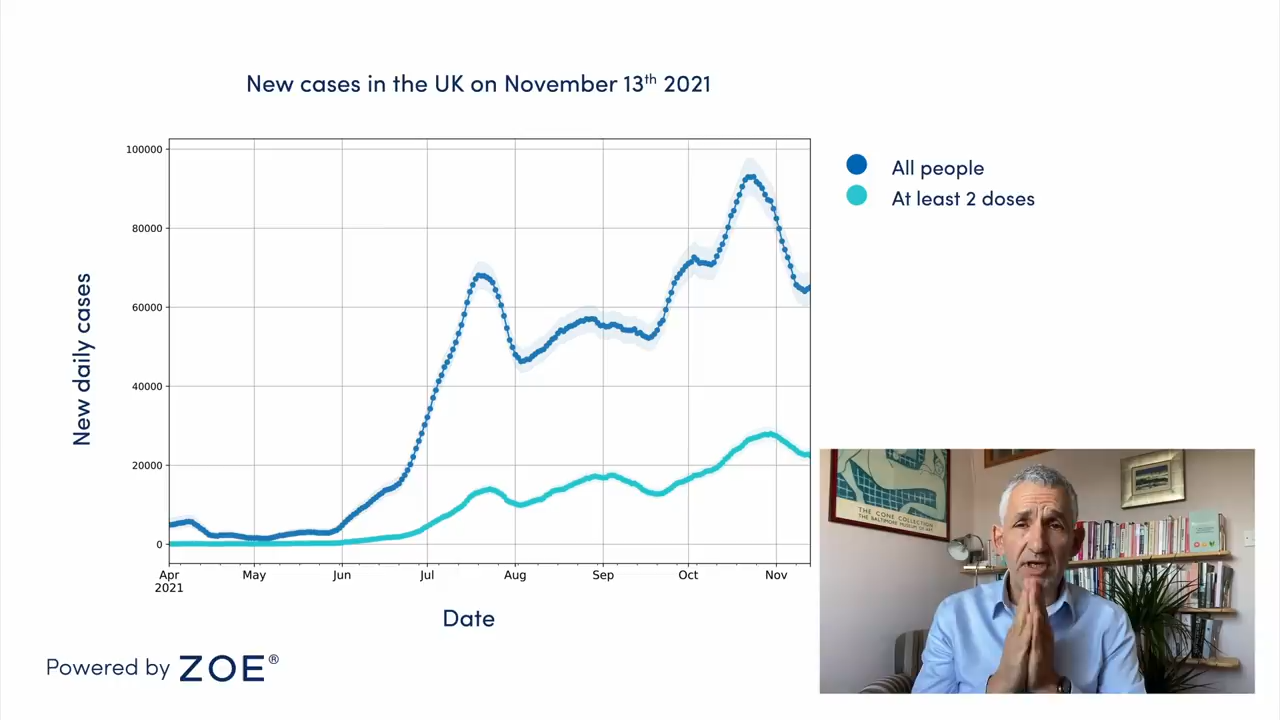 New cases in the UK on November 13th 2021
100000
80000
60000
40000
20000
0
New daily cases
Apr
2021
May
Jun
Jul
Aug
Sep
Oct
Nov
Date
All people
At least 2 doses
Powered by ZOE®
THE CONE COLLECTION
THE BALTIMORE MUSEUM OF ART